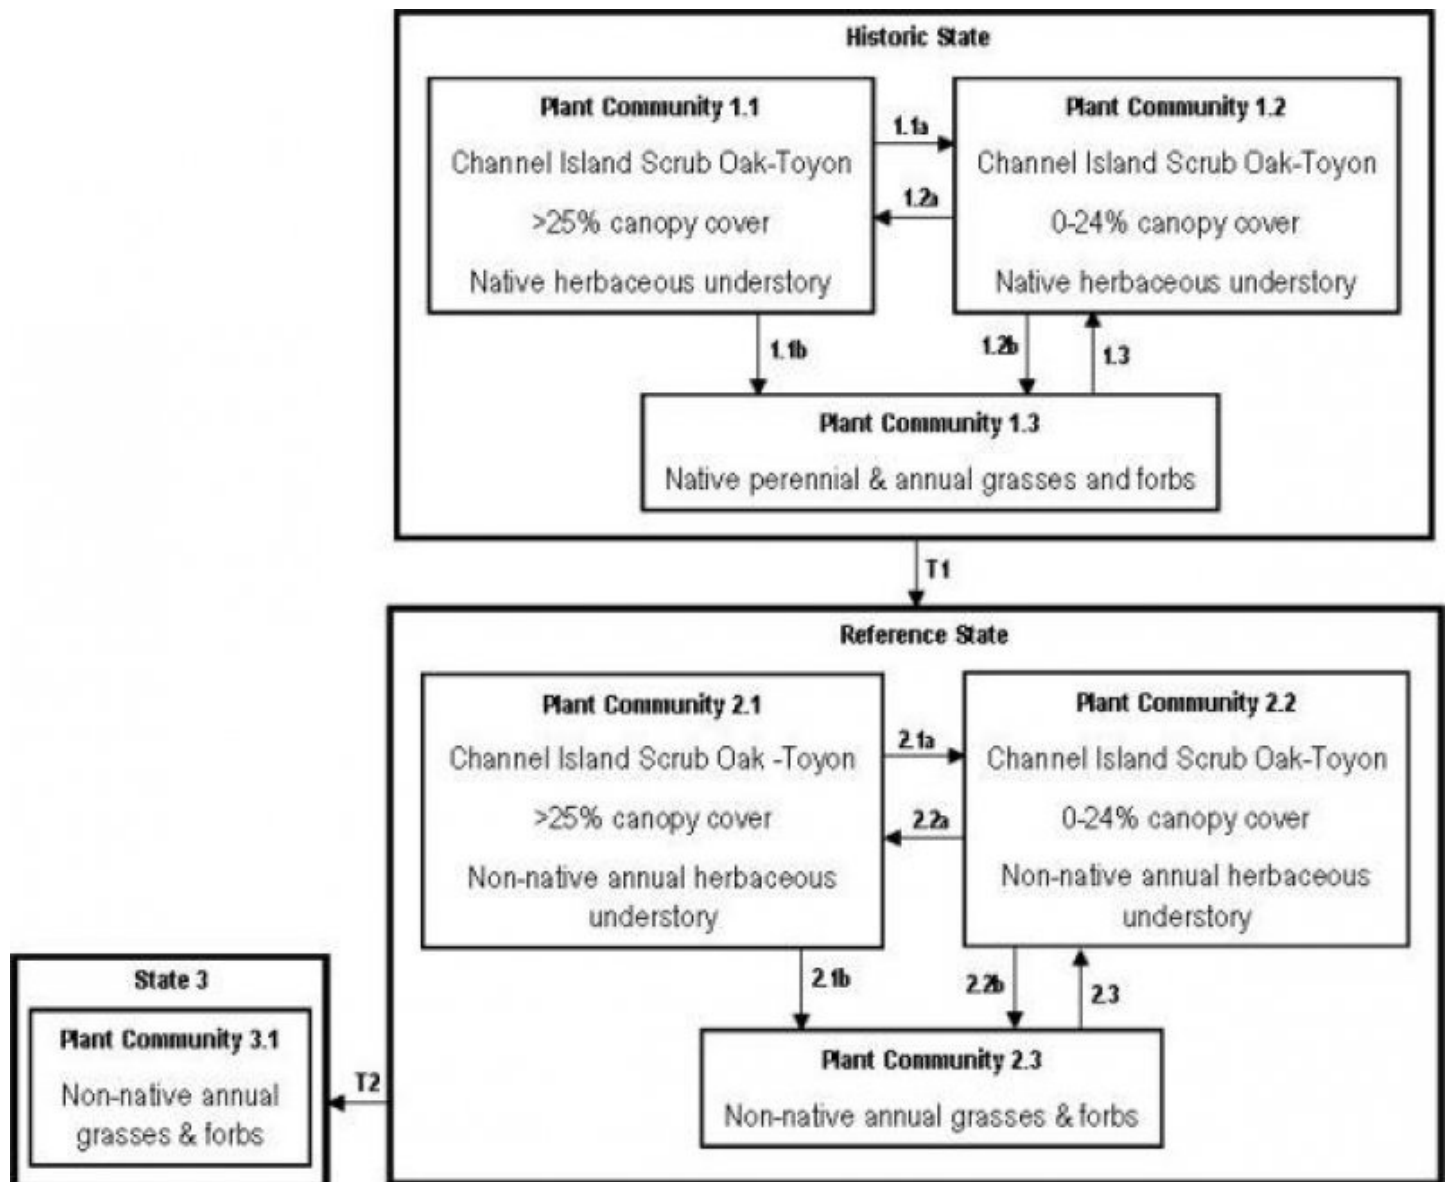 Historic State
Plant Community 1.1
Channel Island Scrub Oak-Toyon
>25% canopy cover
Native herbaceous understory
1.1a
1.2a
Plant Community 1.2
Channel Island Scrub Oak-Toyon
0-24% canopy cover
Native herbaceous understory
1.1b
1.2b
1.3
Plant Community 1.3
Native perennial & annual grasses and forbs
T1
Reference State
Plant Community 2.1
Channel Island Scrub Oak -Toyon
>25% canopy cover
Non-native annual herbaceous
understory
2.1a
2.2a
Plant Community 2.2
Channel Island Scrub Oak-Toyon
0-24% canopy cover
Non-native annual herbaceous
understory
2.1b
2.2b
2.3
Plant Community 2.3
Non-native annual grasses & forbs
T2
State 3
Plant Community 3.1
Non-native annual
grasses & forbs